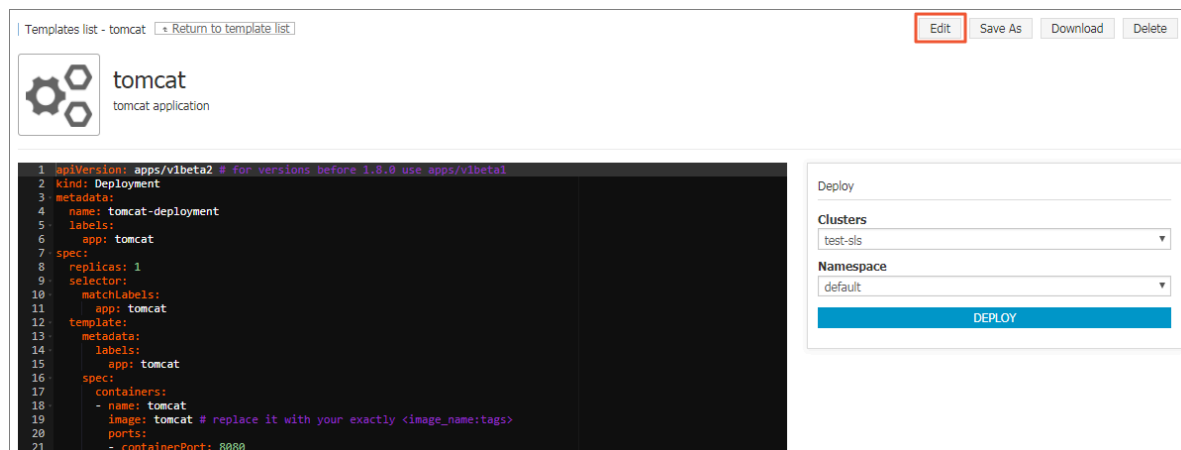 Templates list - tomcat Return to template list Edit Save As Download Delete
tomcat
tomcat application
1 apiVersion: apps/v1beta2 # for versions before 1.8.0 use apps/v1beta1
2 kind: Deployment
3 metadata:
4 name: tomcat-deployment
5 labels:
6 app: tomcat
7 spec:
8 replicas: 1
9 selector:
10 matchLabels:
11 app: tomcat
12 template:
13 metadata:
14 labels:
15 app: tomcat
16 spec:
17 containers:
18 - name: tomcat
19 image: tomcat # replace it with your exactly <image_name:tags>
20 ports:
21 - containerPort: 8080
Deploy
Clusters
test-sls
Namespace
default
DEPLOY